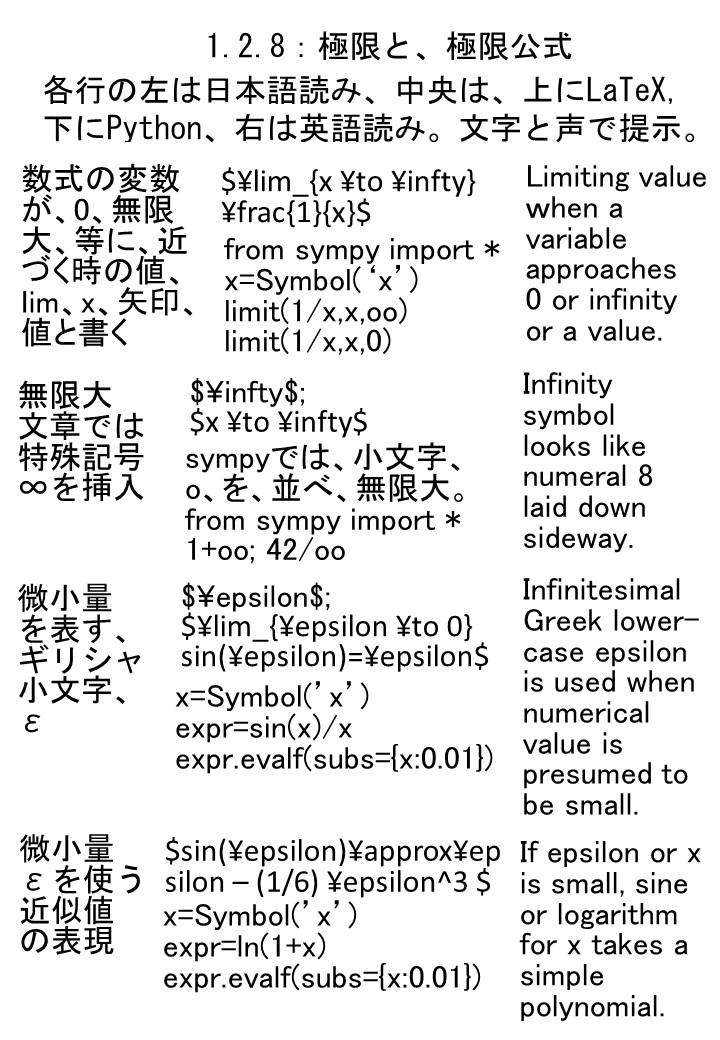 1.2.8：極限と、極限公式
各行の左は日本語読み、中央は、上にLaTeX,
下にPython、右は英語読み。文字と声で提示。
数式の変数
が、0、無限
大、等に、近
づく時の値、
lim、x、矢印、
値と書く
$¥lim_{x ¥to ¥infty}
¥frac{1}{x}$
from sympy import *
x=Symbol(‘x’)
limit(1/x,x,oo)
limit(1/x,x,0)
Limiting value
when a
variable
approaches
0 or infinity
or a value.
無限大
文章では
特殊記号
∞を挿入
$¥infty$;
$x ¥to ¥infty$
sympyでは、小文字、
o、を、並べ、無限大。
from sympy import *
1+oo; 42/oo
Infinity
symbol
looks like
numeral 8
laid down
sideway.
微小量
を表す、
ギリシャ
小文字、
ε
$¥epsilon$;
$¥lim_{¥epsilon ¥to 0}
sin(¥epsilon)=¥epsilon$
x=Symbol(’x’)
expr=sin(x)/x
expr.evalf(subs={x:0.01})
Infinitesimal
Greek lower-
case epsilon
is used when
numerical
value is
presumed to
be small.
微小量
εを使う
近似値
の表現
$sin(¥epsilon)¥approx¥ep
silon – (1/6) ¥epsilon^3 $
x=Symbol(’x’)
expr=ln(1+x)
expr.evalf(subs={x:0.01})
If epsilon or x
is small, sine
or logarithm
for x takes a
simple
polynomial.